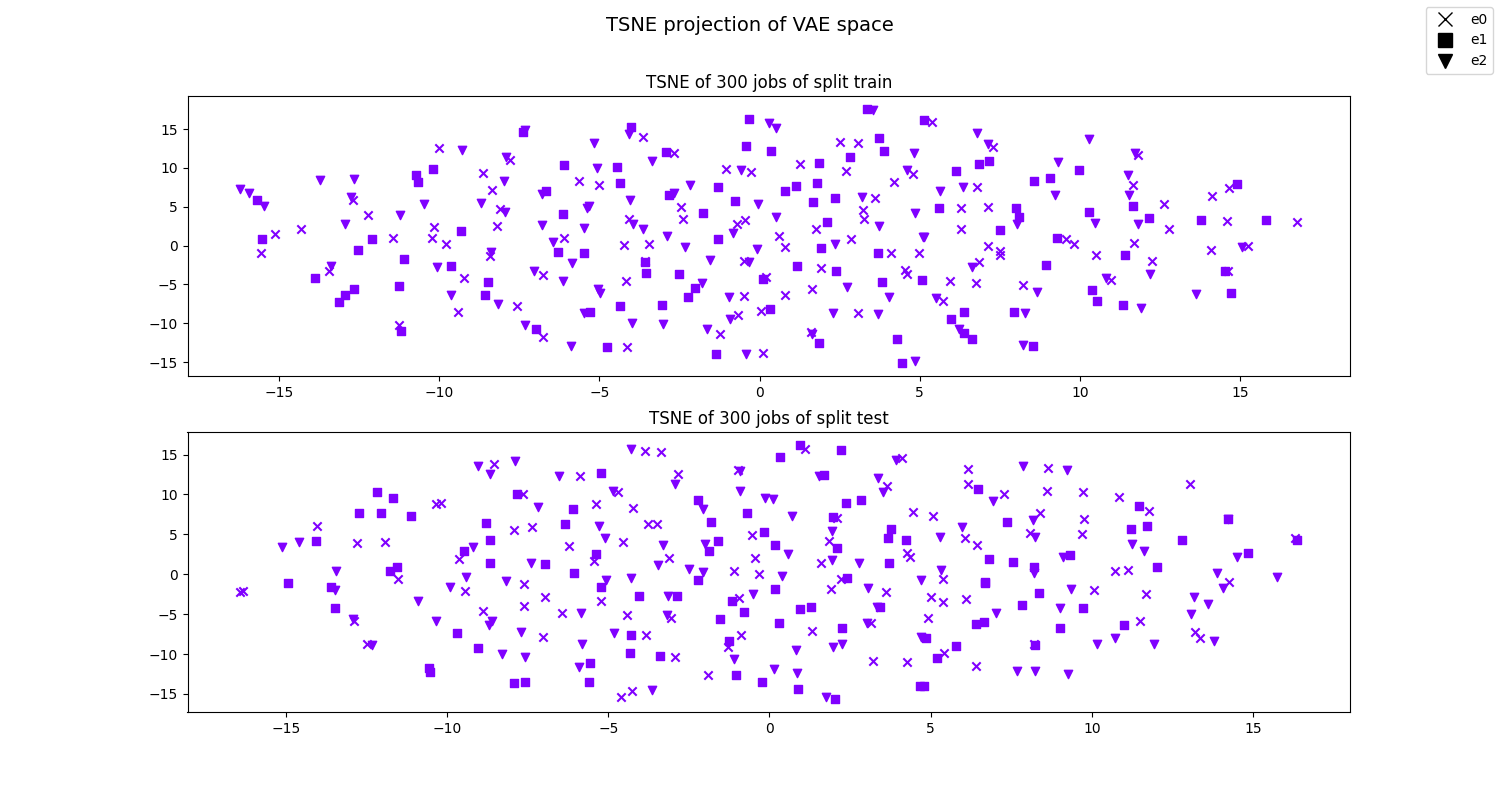 TSNE projection of VAE space
e0
e1
e2
TSNE of 300 jobs of split train
15
10
5
0
−5
−10
−15
−15 −10 −5 0 5 10 15
TSNE of 300 jobs of split test
15
10
5
0
−5
−10
−15
−15 −10 −5 0 5 10 15